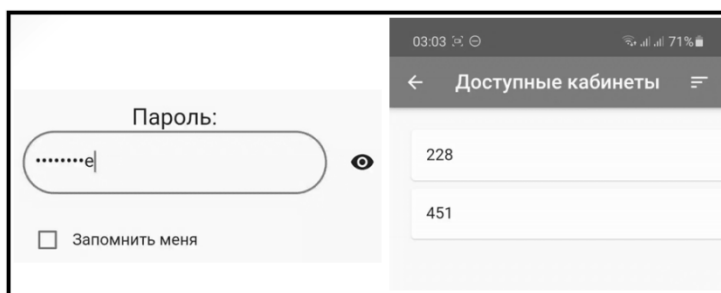 Пароль:
••••••••e
Запомнить меня
03:03 71%
Доступные кабинеты
228
451